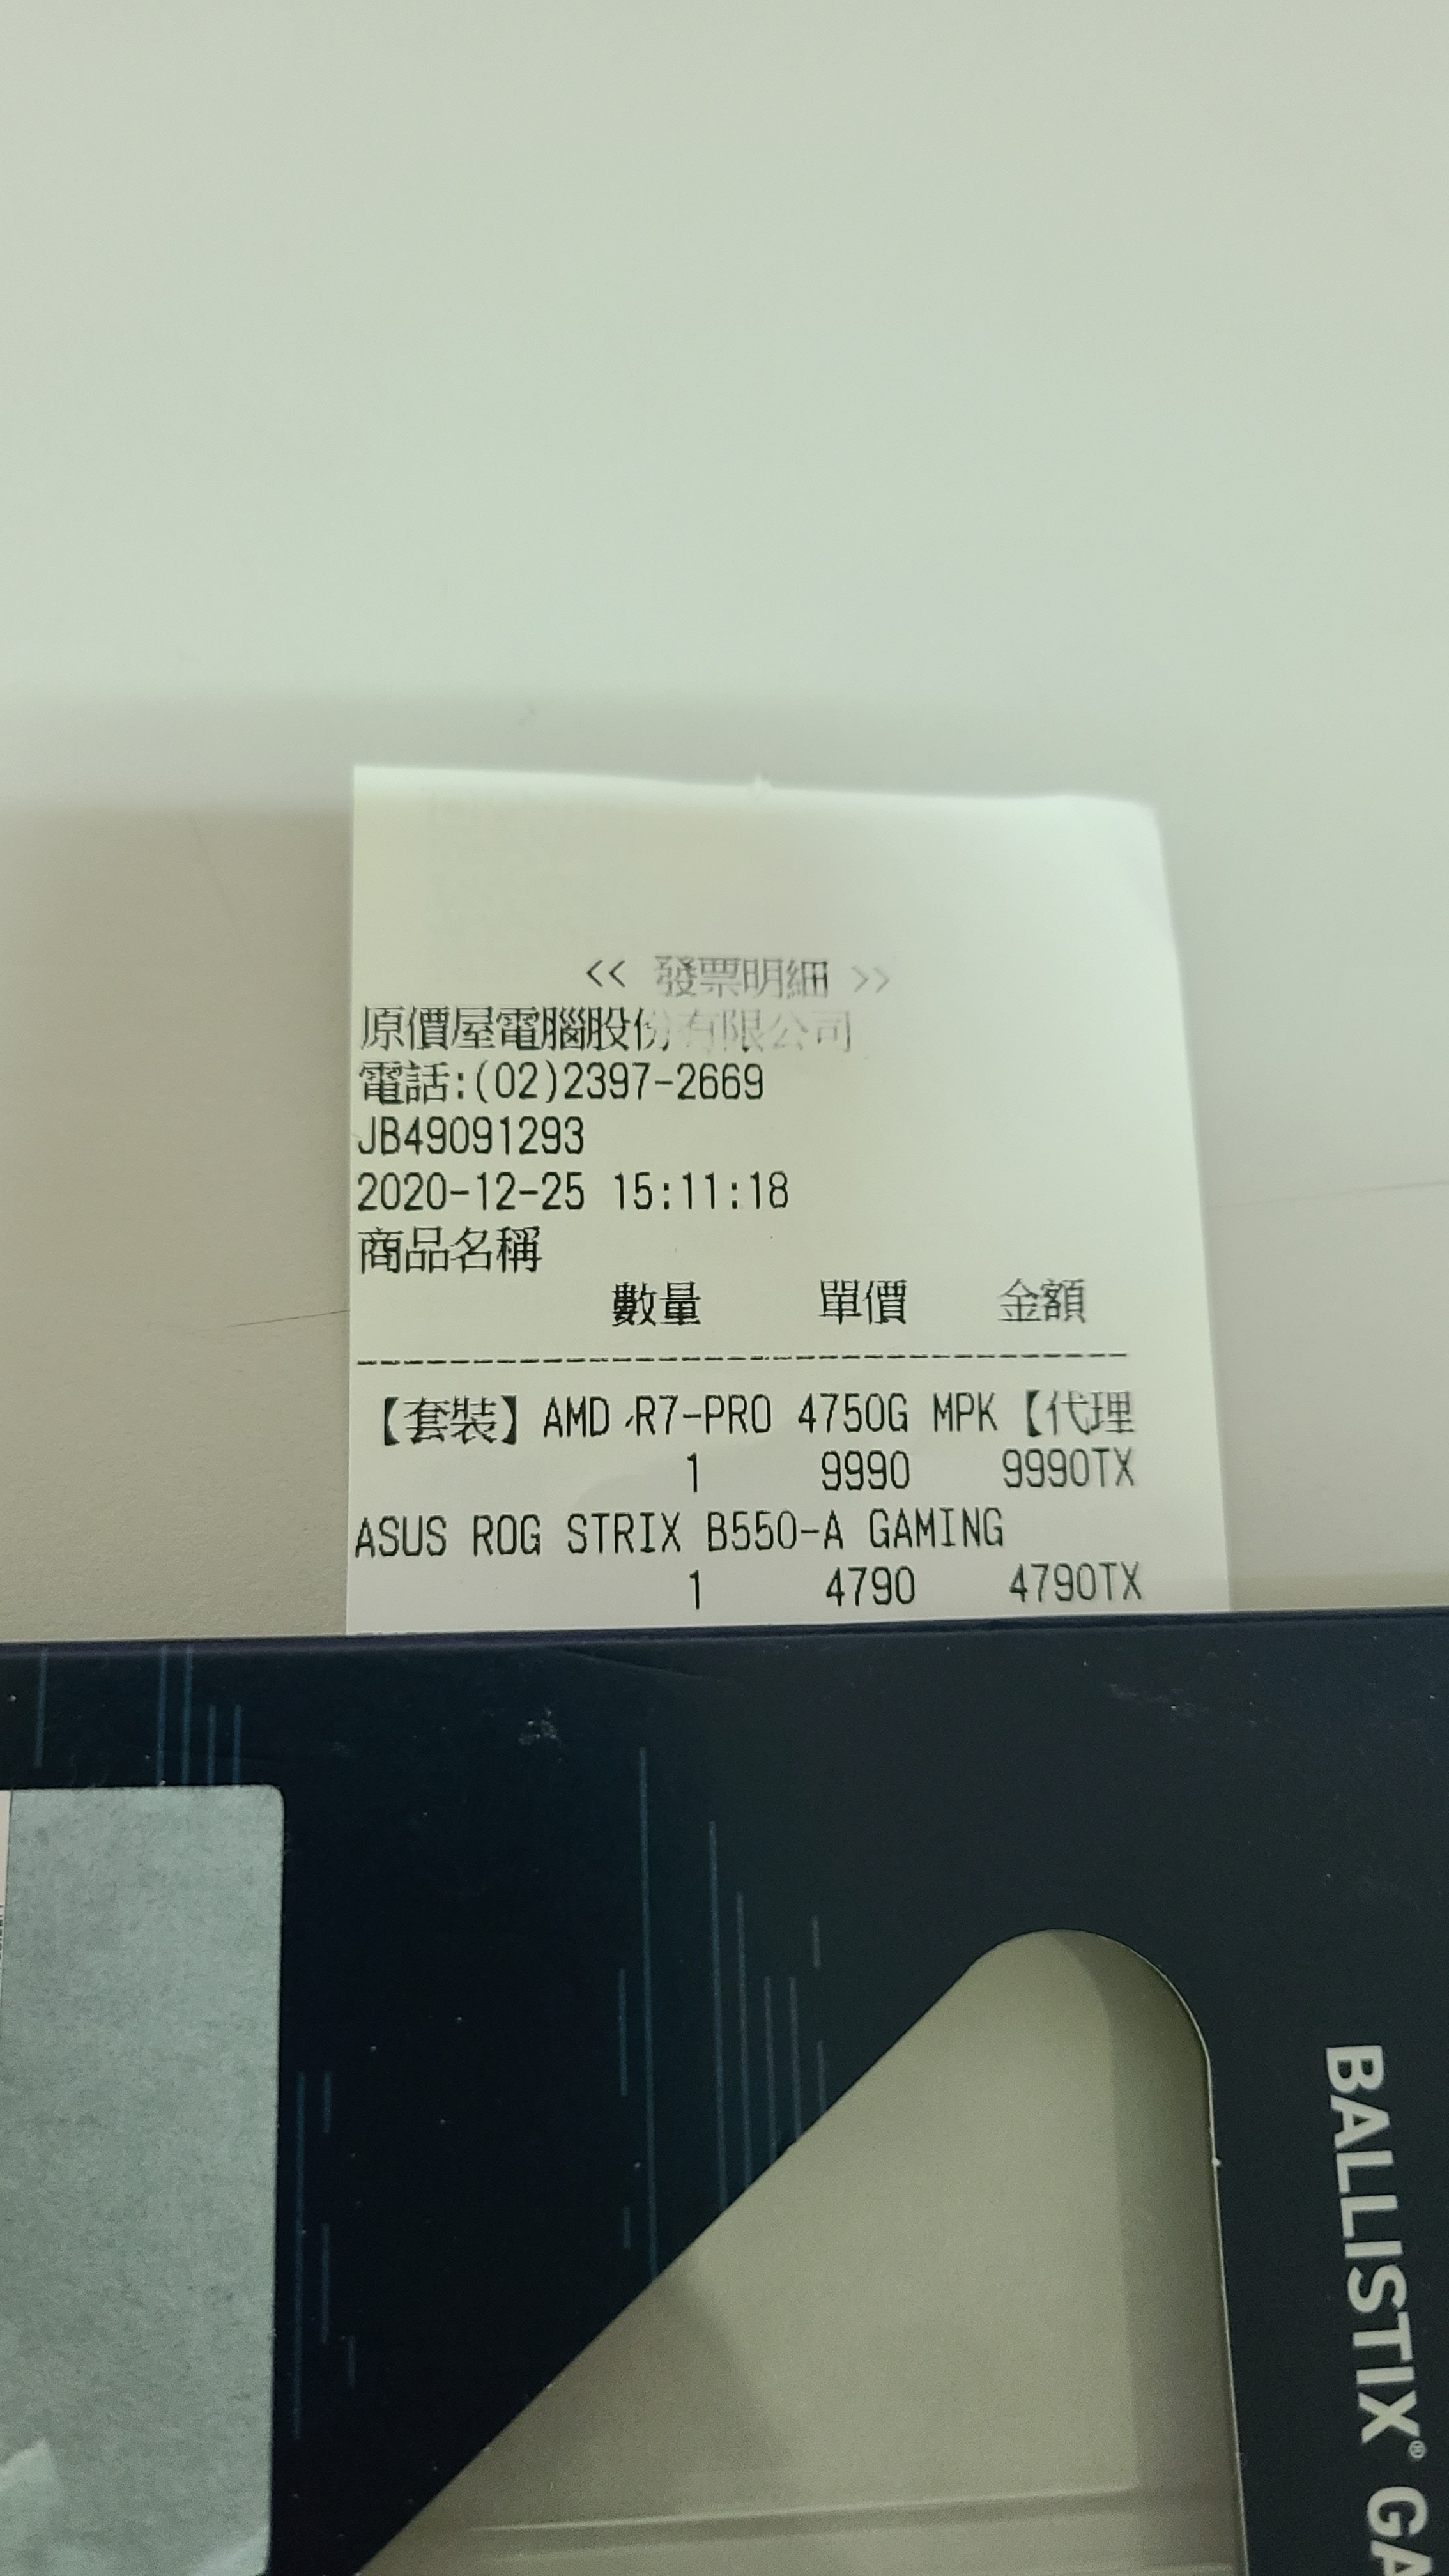 << 發票明細 >>
原價屋電腦股份有限公司
電話:(02)2397-2669
JB49091293
2020-12-25 15:11:18
商品名稱
數量 單價 金額
--------------------------------
【套裝】AMD R7-PRO 4750G MPK【代理
1 9990 9990TX
ASUS ROG STRIX B550-A GAMING
1 4790 4790TX
BALLISTIX® GA